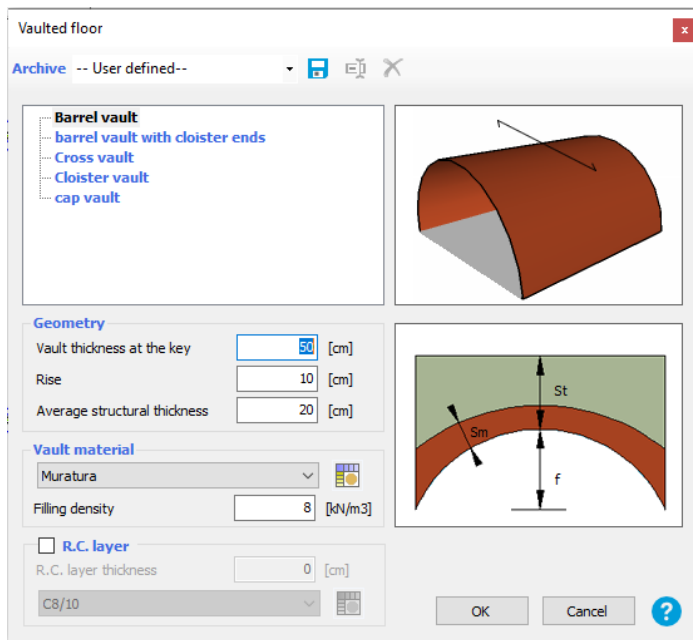 Vaulted floor
x
Archive -- User defined--
Barrel vault
barrel vault with cloister ends
Cross vault
Cloister vault
cap vault
Geometry
Vault thickness at the key 50 [cm]
Rise 10 [cm]
Average structural thickness 20 [cm]
St
Sm
f
Vault material
Muratura
Filling density 8 [kN/m3]
R.C. layer
R.C. layer thickness 0 [cm]
C8/10
OK Cancel ?